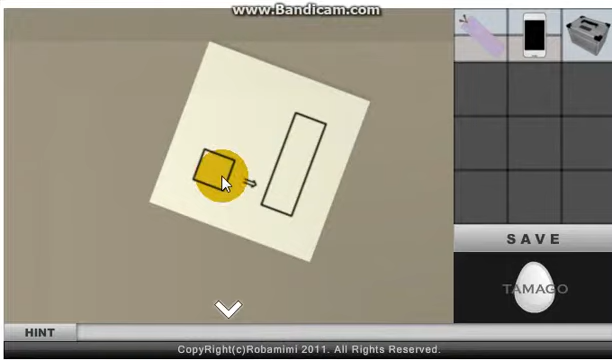 www.Bandicam.com
SAVE
TAMAGO
HINT
CopyRight(c)Robamimi 2011. All Rights Reserved.